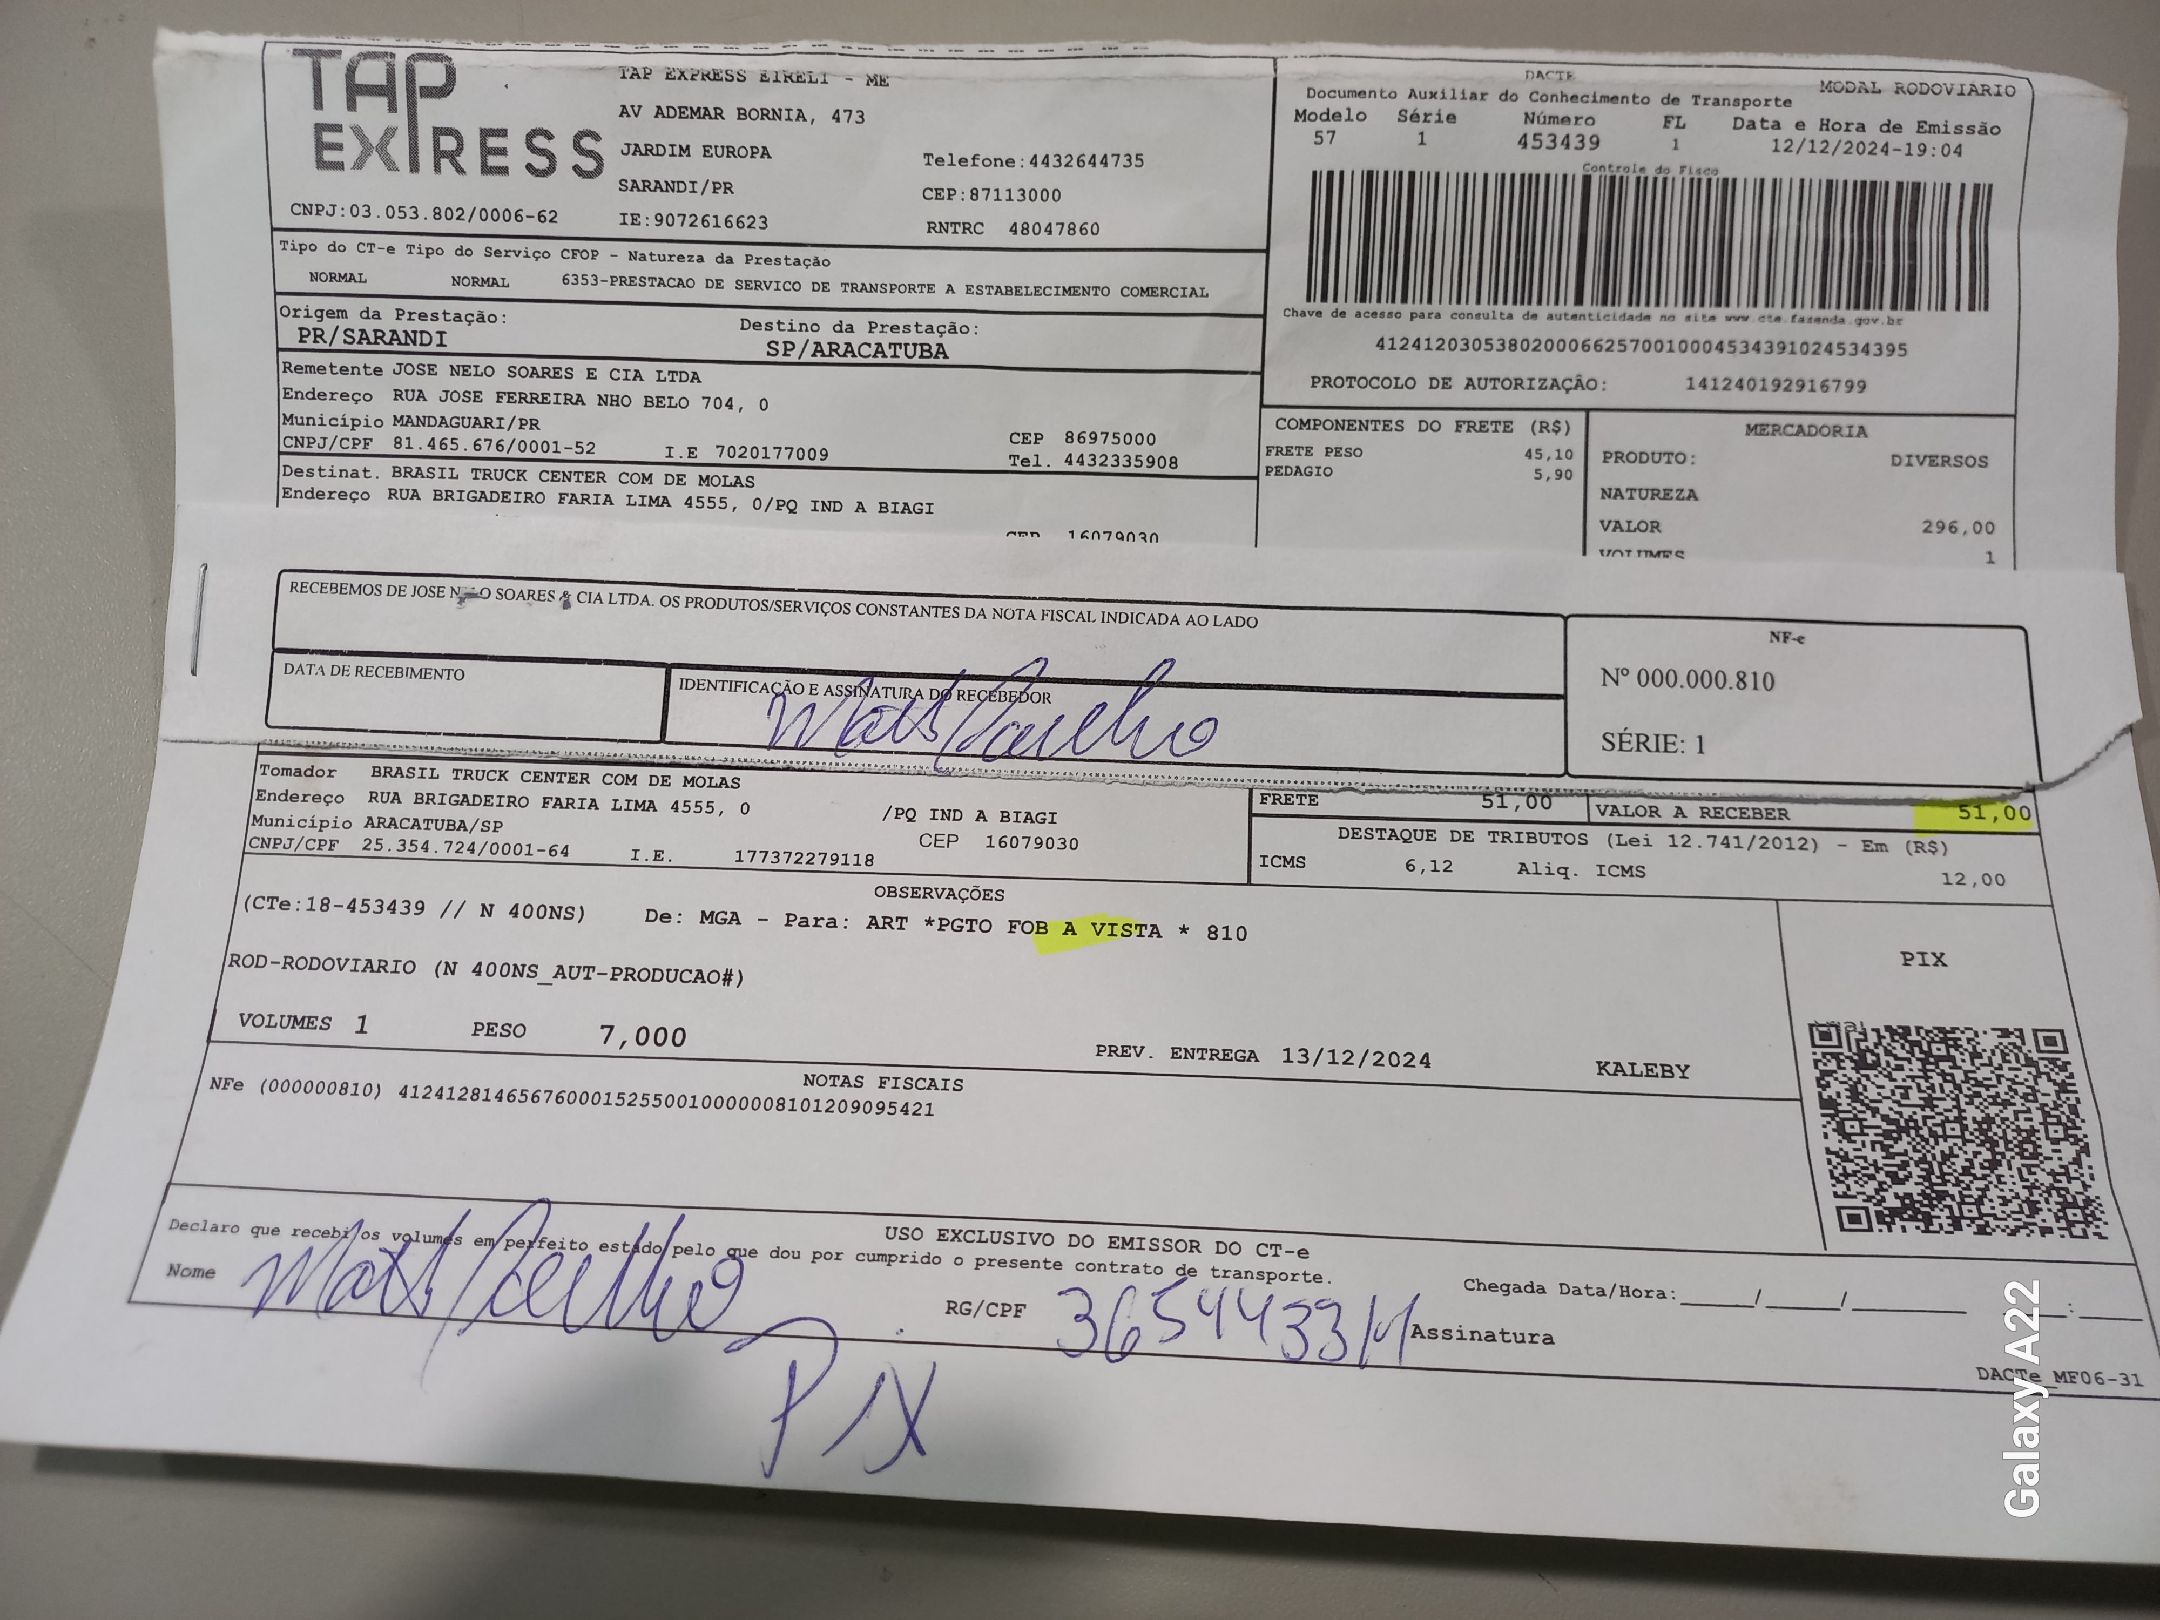 TAP EXPRESS
TAP EXPRESS EIRELI - ME
AV ADEMAR BORNIA, 473
JARDIM EUROPA Telefone:4432644735
SARANDI/PR CEP:87113000
CNPJ:03.053.802/0006-62 IE:9072616623 RNTRC 48047860
DACTE MODAL RODOVIÁRIO
Documento Auxiliar do Conhecimento de Transporte
Modelo Série Número FL Data e Hora de Emissão
57 1 453439 1 12/12/2024-19:04
Controle do Fisco
Chave de acesso para consulta de autenticidade no site www.cte.fazenda.gov.br
41241203053802000662570010004534391024534395
PROTOCOLO DE AUTORIZAÇÃO: 141240192916799
Tipo do CT-e Tipo do Serviço CFOP - Natureza da Prestação
NORMAL NORMAL 6353-PRESTACAO DE SERVICO DE TRANSPORTE A ESTABELECIMENTO COMERCIAL
Origem da Prestação: Destino da Prestação:
PR/SARANDI SP/ARACATUBA
Remetente JOSE NELO SOARES E CIA LTDA
Endereço RUA JOSE FERREIRA NHO BELO 704, 0
Município MANDAGUARI/PR CEP 86975000
CNPJ/CPF 81.465.676/0001-52 I.E 7020177009 Tel. 4432335908
Destinat. BRASIL TRUCK CENTER COM DE MOLAS
Endereço RUA BRIGADEIRO FARIA LIMA 4555, 0/PQ IND A BIAGI
CEP 16079030
COMPONENTES DO FRETE (R$)
FRETE PESO 45,10
PEDAGIO 5,90
MERCADORIA
PRODUTO: DIVERSOS
NATUREZA
VALOR 296,00
VOLUMES 1
RECEBEMOS DE JOSE NELO SOARES & CIA LTDA. OS PRODUTOS/SERVIÇOS CONSTANTES DA NOTA FISCAL INDICADA AO LADO
DATA DE RECEBIMENTO IDENTIFICAÇÃO E ASSINATURA DO RECEBEDOR
NF-e
Nº 000.000.810
SÉRIE: 1
Tomador BRASIL TRUCK CENTER COM DE MOLAS
Endereço RUA BRIGADEIRO FARIA LIMA 4555, 0 /PQ IND A BIAGI
Município ARACATUBA/SP CEP 16079030
CNPJ/CPF 25.354.724/0001-64 I.E. 177372279118
FRETE 51,00 VALOR A RECEBER 51,00
DESTAQUE DE TRIBUTOS (Lei 12.741/2012) - Em (R$)
ICMS 6,12 Aliq. ICMS 12,00
OBSERVAÇÕES
(CTe:18-453439 // N 400NS) De: MGA - Para: ART *PGTO FOB A VISTA * 810
ROD-RODOVIARIO (N 400NS_AUT-PRODUCAO#)
VOLUMES 1 PESO 7,000 PREV. ENTREGA 13/12/2024 KALEBY
PIX
NOTAS FISCAIS
NFe (000000810) 41241281465676000152550010000008101209095421
USO EXCLUSIVO DO EMISSOR DO CT-e
Declaro que recebi os volumes em perfeito estado pelo que dou por cumprido o presente contrato de transporte.
Nome RG/CPF Assinatura
Chegada Data/Hora:_____/_____/_______ __:____
PIX
DACTe_MF06-31
Galaxy A22